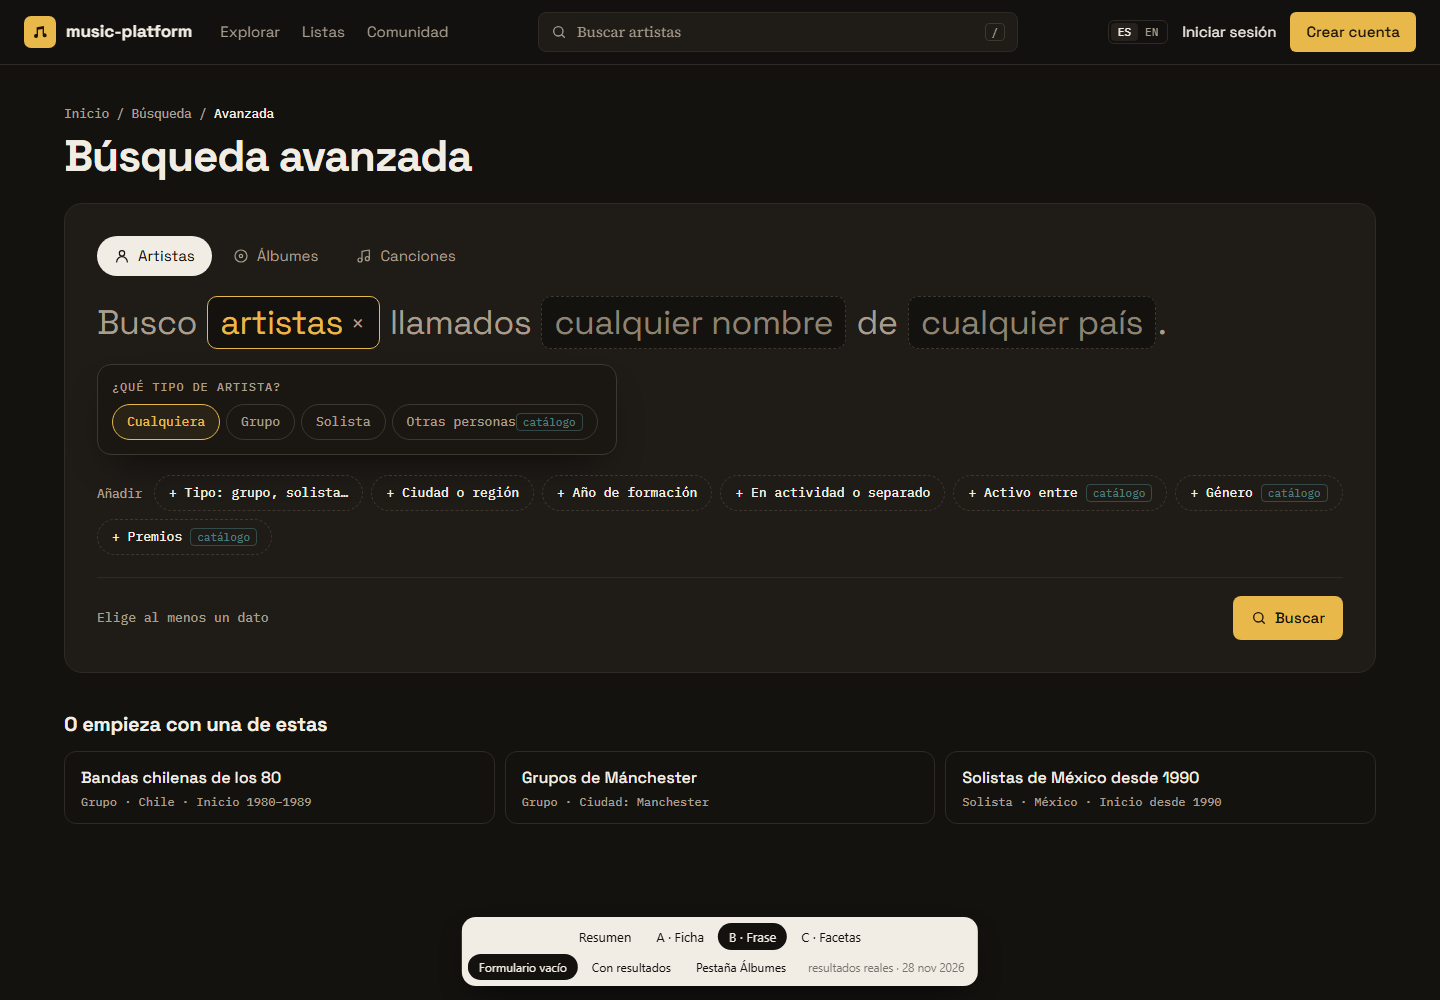 music-platform Explorar Listas Comunidad Buscar artistas / ES EN Iniciar sesión Crear cuenta
Inicio / Búsqueda / Avanzada
Búsqueda avanzada
Artistas Álbumes Canciones
Busco artistas × llamados cualquier nombre de cualquier país .
¿QUÉ TIPO DE ARTISTA?
Cualquiera Grupo Solista Otras personas catálogo
Añadir + Tipo: grupo, solista… + Ciudad o región + Año de formación + En actividad o separado + Activo entre catálogo + Género catálogo
+ Premios catálogo
Elige al menos un dato Buscar
O empieza con una de estas
Bandas chilenas de los 80 Grupos de Mánchester Solistas de México desde 1990
Grupo · Chile · Inicio 1980–1989 Grupo · Ciudad: Manchester Solista · México · Inicio desde 1990
Resumen A · Ficha B · Frase C · Facetas
Formulario vacío Con resultados Pestaña Álbumes resultados reales · 28 nov 2026